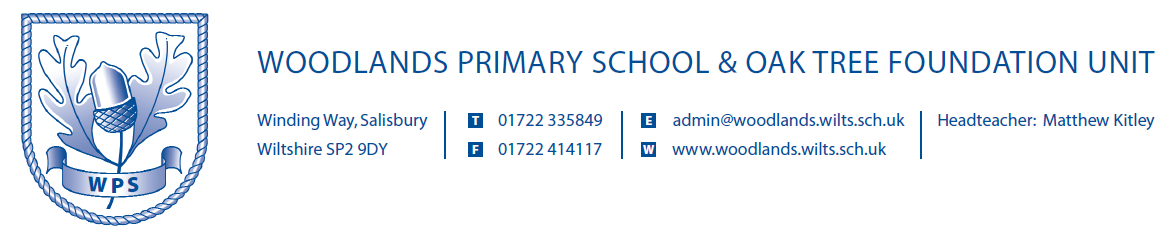 WOODLANDS PRIMARY SCHOOL & OAK TREE FOUNDATION UNIT
Winding Way, Salisbury
Wiltshire SP2 9DY
T 01722 335849
F 01722 414117
E admin@woodlands.wilts.sch.uk
W www.woodlands.wilts.sch.uk
Headteacher: Matthew Kitley
WPS